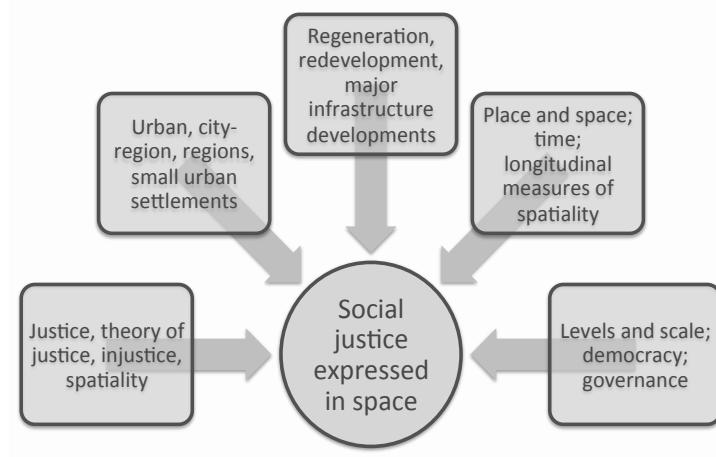 Regeneration,
redevelopment,
major
infrastructure
developments
Urban, city-
region, regions,
small urban
settlements
Place and space;
time;
longitudinal
measures of
spatiality
Justice, theory of
justice, injustice,
spatiality
Social
justice
expressed
in space
Levels and scale;
democracy;
governance